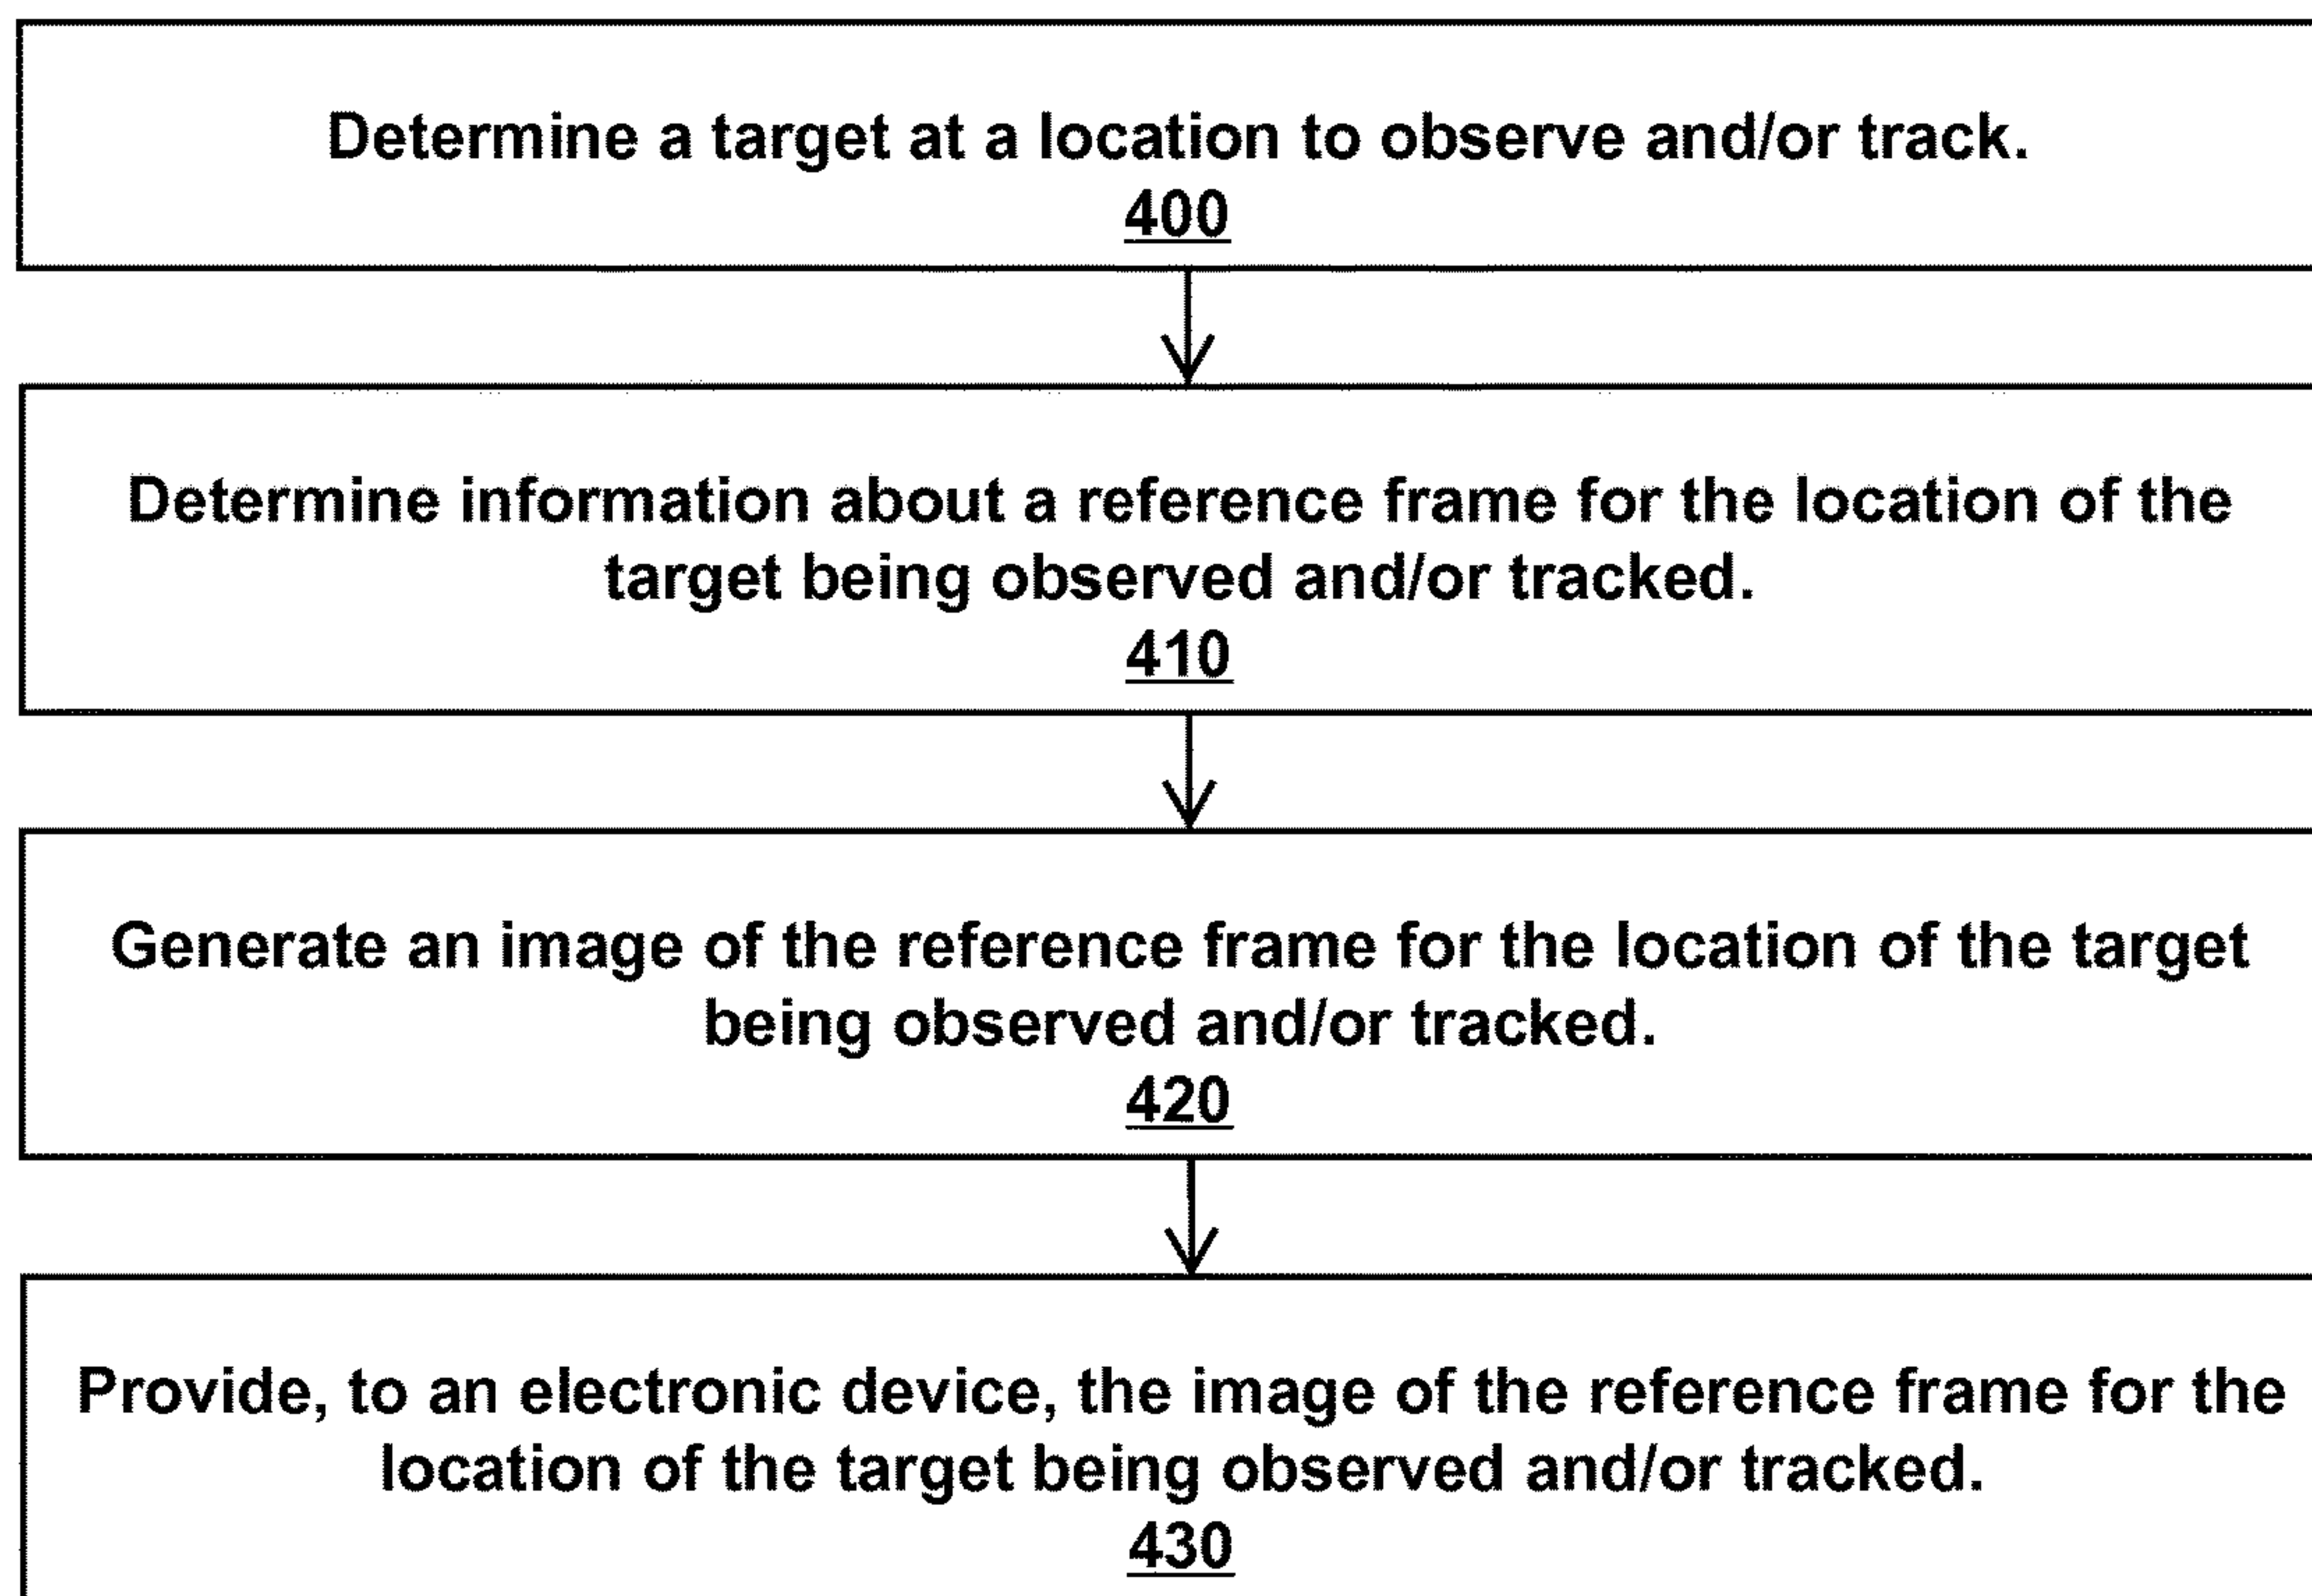 Determine a target at a location to observe and/or track.
400
Determine information about a reference frame for the location of the
target being observed and/or tracked.
410
Generate an image of the reference frame for the location of the target
being observed and/or tracked.
420
Provide, to an electronic device, the image of the reference frame for the
location of the target being observed and/or tracked.
430